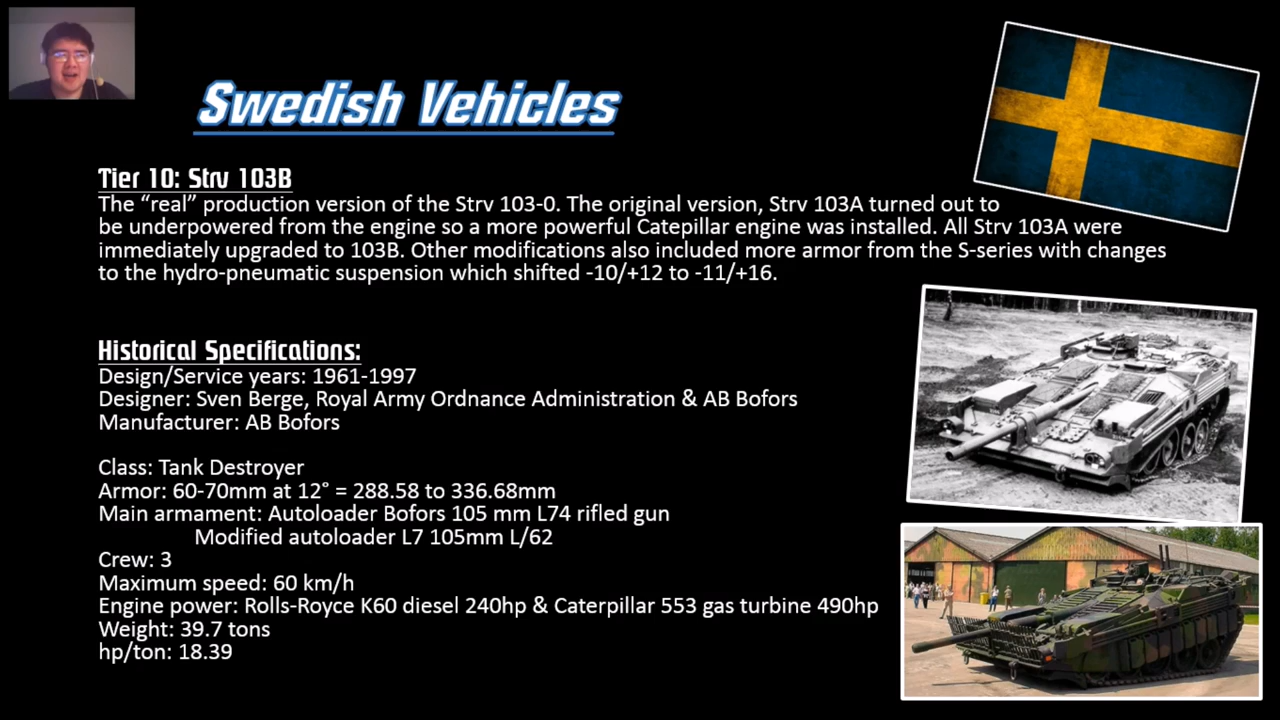 Swedish Vehicles
Tier 10: Strv 103B
The “real” production version of the Strv 103-0. The original version, Strv 103A turned out to
be underpowered from the engine so a more powerful Catepillar engine was installed. All Strv 103A were
immediately upgraded to 103B. Other modifications also included more armor from the S-series with changes
to the hydro-pneumatic suspension which shifted -10/+12 to -11/+16.
Historical Specifications:
Design/Service years: 1961-1997
Designer: Sven Berge, Royal Army Ordnance Administration & AB Bofors
Manufacturer: AB Bofors
Class: Tank Destroyer
Armor: 60-70mm at 12° = 288.58 to 336.68mm
Main armament: Autoloader Bofors 105 mm L74 rifled gun
Modified autoloader L7 105mm L/62
Crew: 3
Maximum speed: 60 km/h
Engine power: Rolls-Royce K60 diesel 240hp & Caterpillar 553 gas turbine 490hp
Weight: 39.7 tons
hp/ton: 18.39